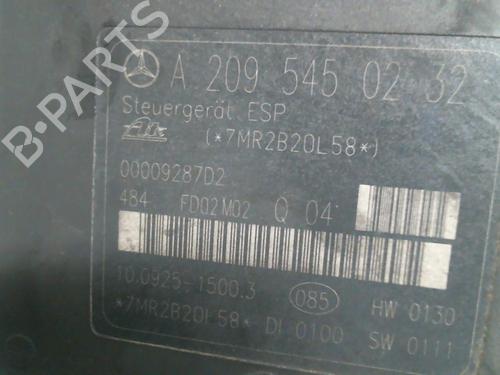 B-PARTS
A 209 545 02 32
Steuergerät ESP
(*7MR2B20L58*)
00009287D2
484 FD02M02 Q 04
10.0925-1500.3 085 HW 0130
*7MR2B20L58* DI 0100 SW 0111